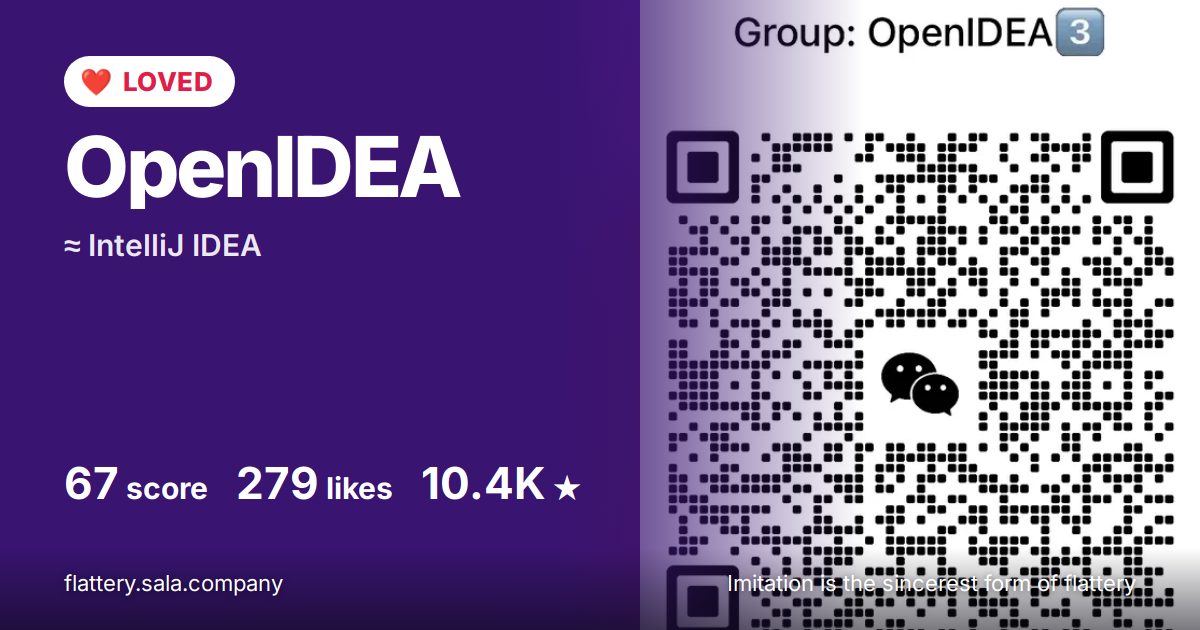 ❤️ LOVED
OpenIDEA
≈ IntelliJ IDEA
67 score 279 likes 10.4K ★
flattery.sala.company
Group: OpenIDEA3️⃣
Imitation is the sincerest form of flattery